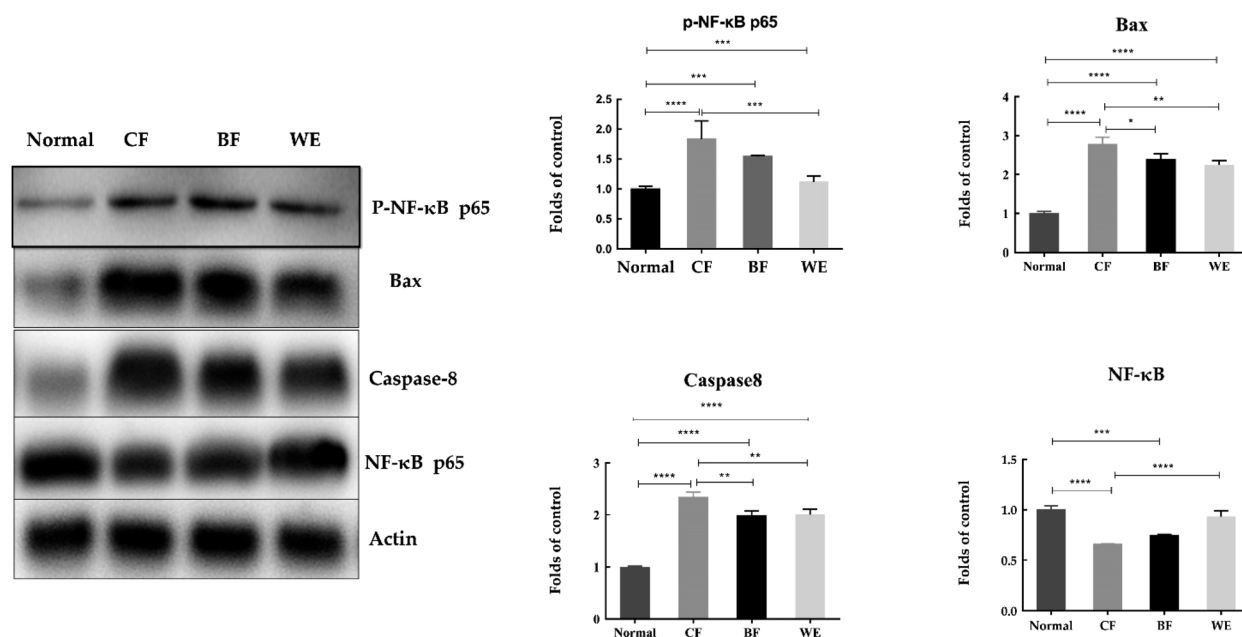 Normal CF BF WE
P-NF-κB p65
Bax
Caspase-8
NF-κB p65
Actin
p-NF-κB p65
***
***
****
***
Folds of control
2.5
2.0
1.5
1.0
0.5
0.0
Normal CF BF WE
Bax
****
****
**
****
*
Folds of control
4
3
2
1
0
Normal CF BF WE
Caspase8
****
****
**
****
**
Folds of control
3
2
1
0
Normal CF BF WE
NF-κB
***
****
****
Folds of control
1.5
1.0
0.5
0.0
Normal CF BF WE